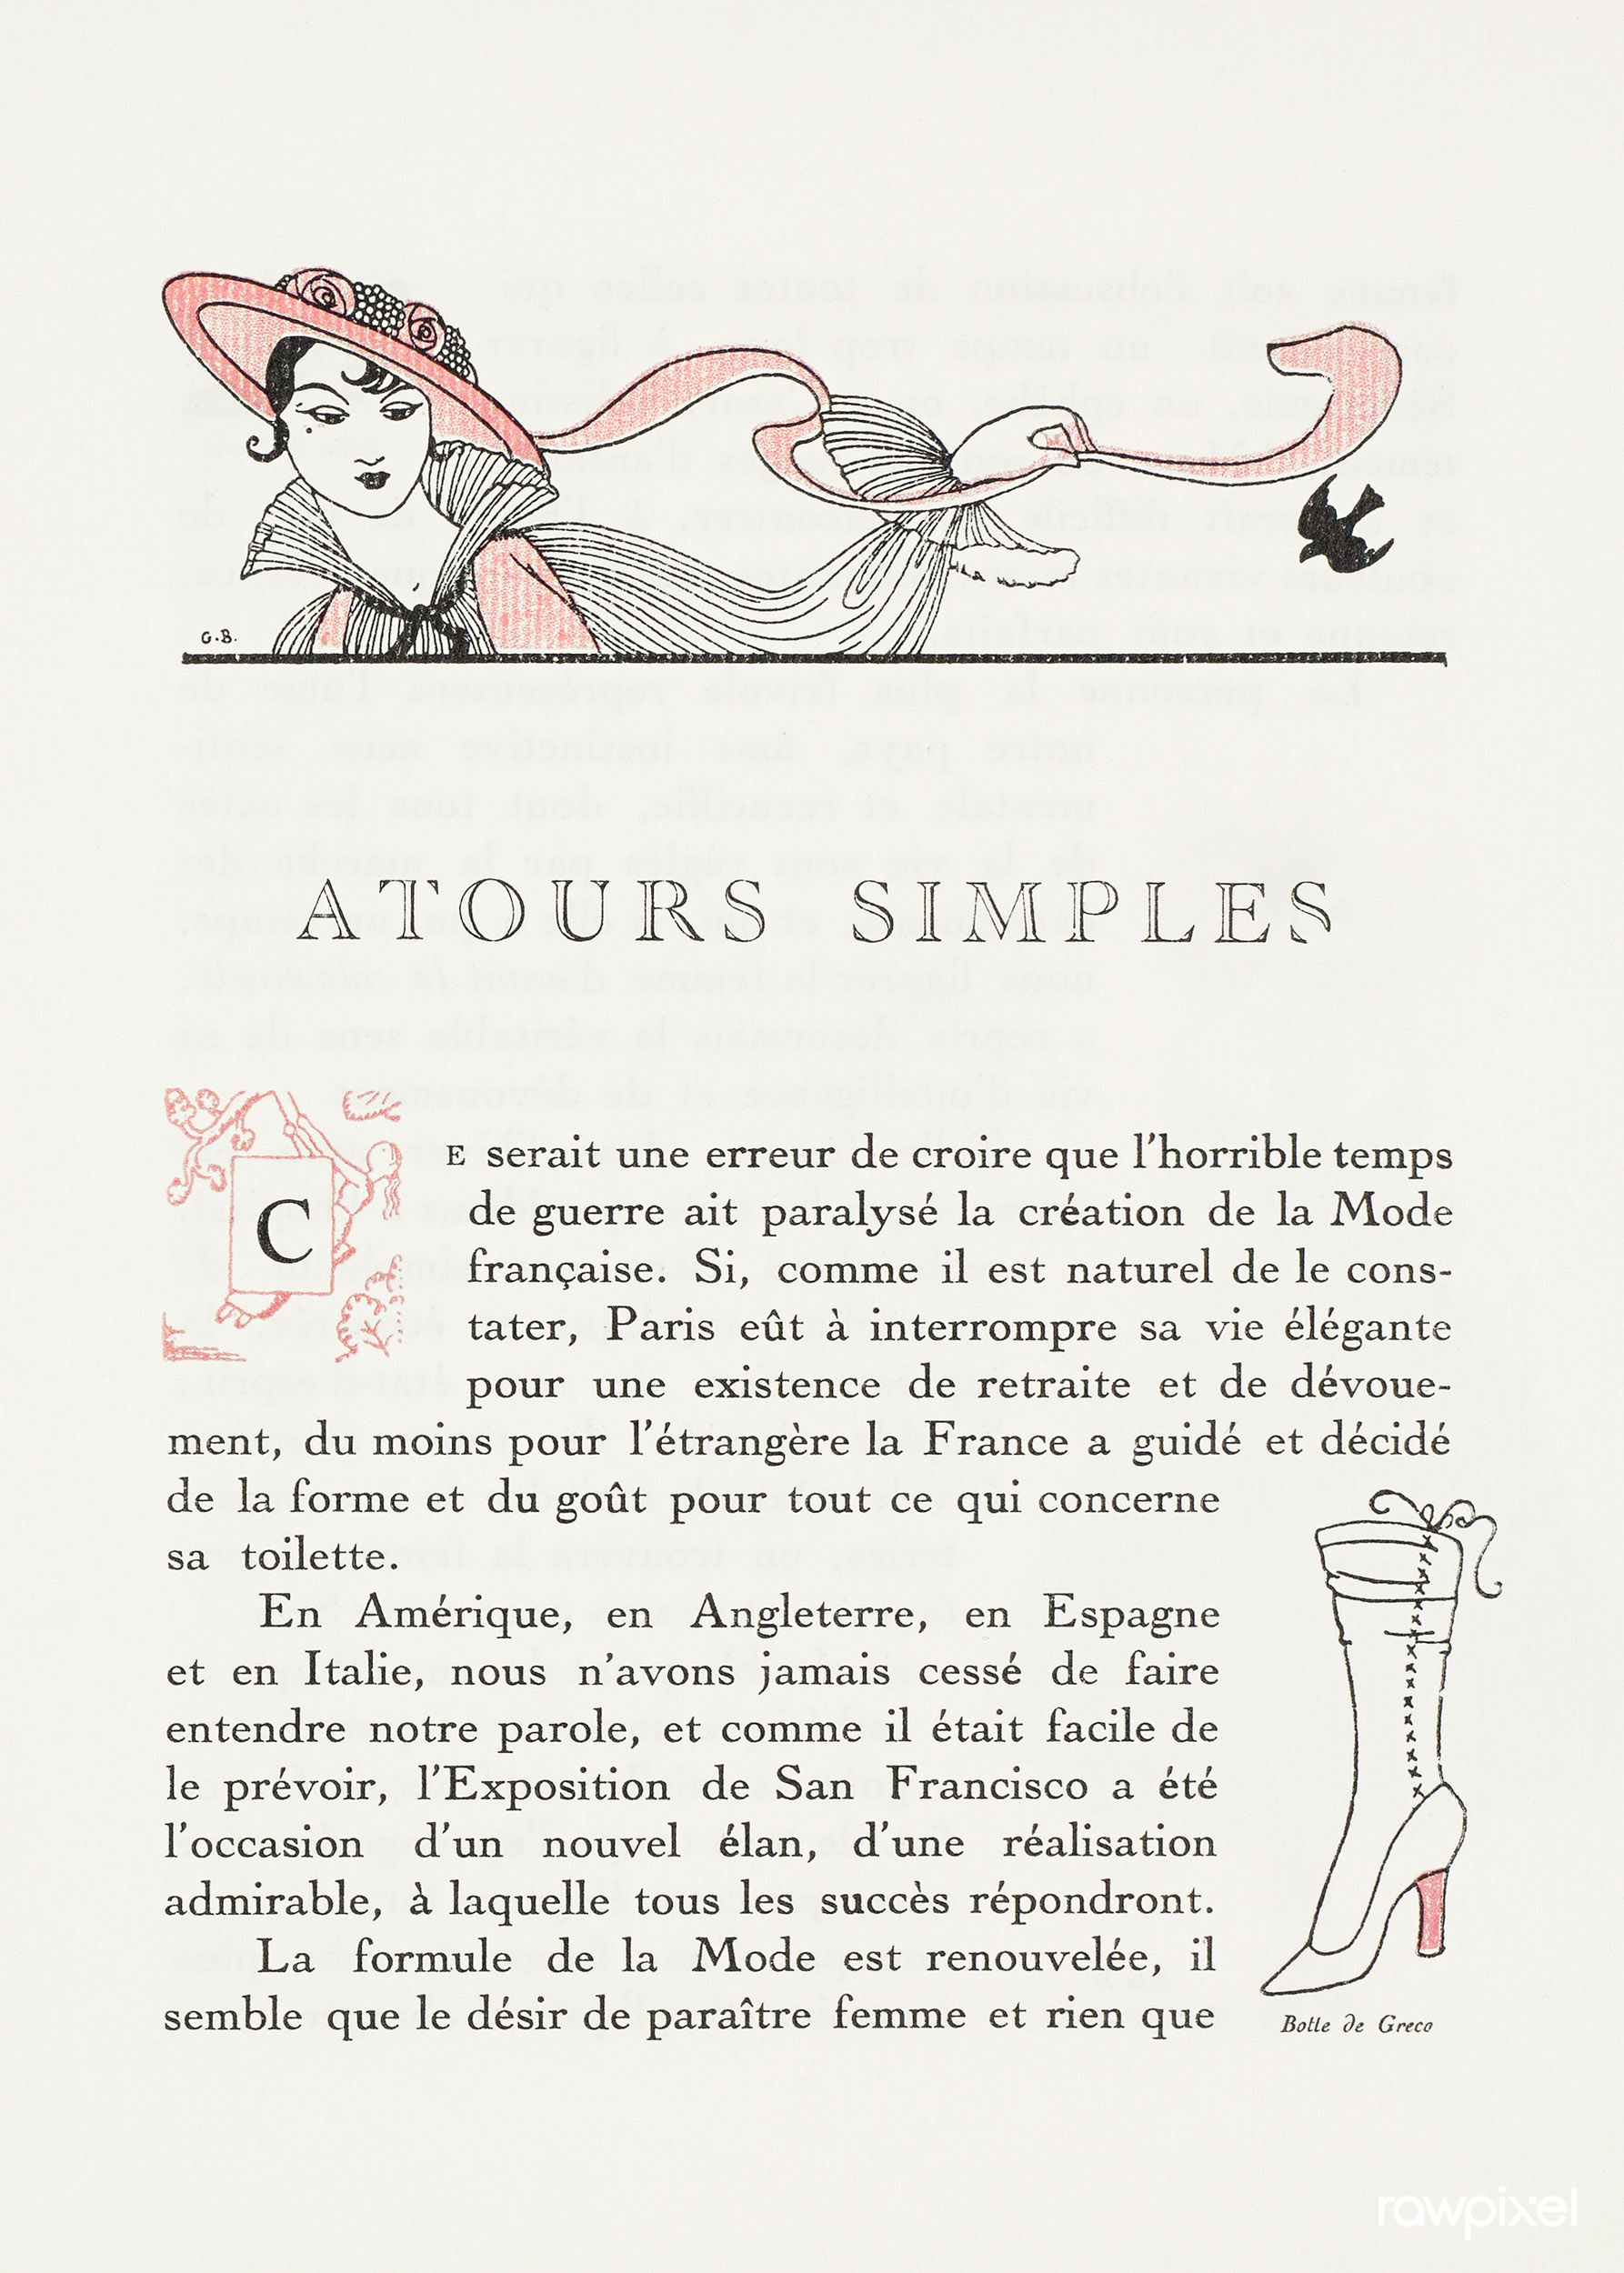 G.B.
ATOURS SIMPLES
CE serait une erreur de croire que l'horrible temps
de guerre ait paralysé la création de la Mode
française. Si, comme il est naturel de le cons-
tater, Paris eût à interrompre sa vie élégante
pour une existence de retraite et de dévoue-
ment, du moins pour l'étrangère la France a guidé et décidé
de la forme et du goût pour tout ce qui concerne
sa toilette.
En Amérique, en Angleterre, en Espagne
et en Italie, nous n'avons jamais cessé de faire
entendre notre parole, et comme il était facile de
le prévoir, l'Exposition de San Francisco a été
l'occasion d'un nouvel élan, d'une réalisation
admirable, à laquelle tous les succès répondront.
La formule de la Mode est renouvelée, il
semble que le désir de paraître femme et rien que
Botte de Greco
rawpixel